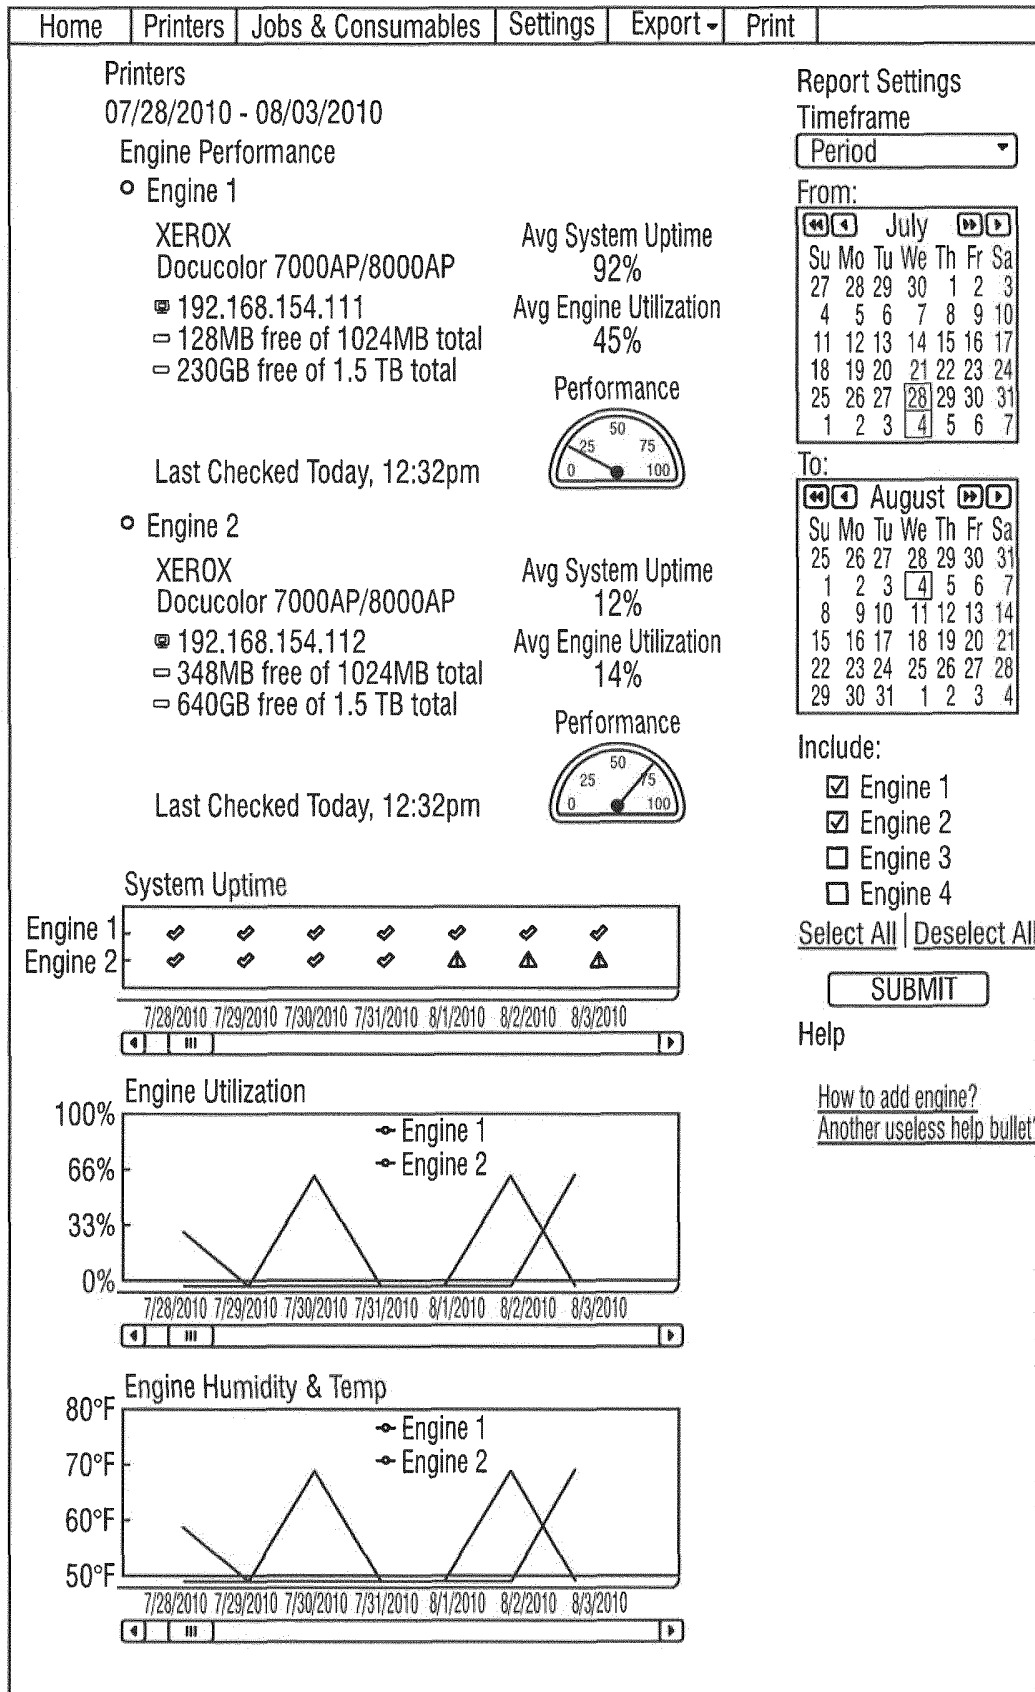 Home Printers Jobs & Consumables Settings Export Print
Printers
07/28/2010 - 08/03/2010
Engine Performance
Engine 1
XEROX
Docucolor 7000AP/8000AP
192.168.154.111
128MB free of 1024MB total
230GB free of 1.5 TB total
Last Checked Today, 12:32pm
Avg System Uptime
92%
Avg Engine Utilization
45%
Performance
0 25 50 75 100
Engine 2
XEROX
Docucolor 7000AP/8000AP
192.168.154.112
348MB free of 1024MB total
640GB free of 1.5 TB total
Last Checked Today, 12:32pm
Avg System Uptime
12%
Avg Engine Utilization
14%
Performance
0 25 50 75 100
System Uptime
Engine 1
Engine 2
7/28/2010 7/29/2010 7/30/2010 7/31/2010 8/1/2010 8/2/2010 8/3/2010
Engine Utilization
100%
66%
33%
0%
Engine 1
Engine 2
7/28/2010 7/29/2010 7/30/2010 7/31/2010 8/1/2010 8/2/2010 8/3/2010
Engine Humidity & Temp
80°F
70°F
60°F
50°F
Engine 1
Engine 2
7/28/2010 7/29/2010 7/30/2010 7/31/2010 8/1/2010 8/2/2010 8/3/2010
Report Settings
Timeframe
Period
From:
July
Su Mo Tu We Th Fr Sa
27 28 29 30 1 2 3
4 5 6 7 8 9 10
11 12 13 14 15 16 17
18 19 20 21 22 23 24
25 26 27 28 29 30 31
1 2 3 4 5 6 7
To:
August
Su Mo Tu We Th Fr Sa
25 26 27 28 29 30 31
1 2 3 4 5 6 7
8 9 10 11 12 13 14
15 16 17 18 19 20 21
22 23 24 25 26 27 28
29 30 31 1 2 3 4
Include:
Engine 1
Engine 2
Engine 3
Engine 4
Select All | Deselect All
SUBMIT
Help
How to add engine?
Another useless help bullet?